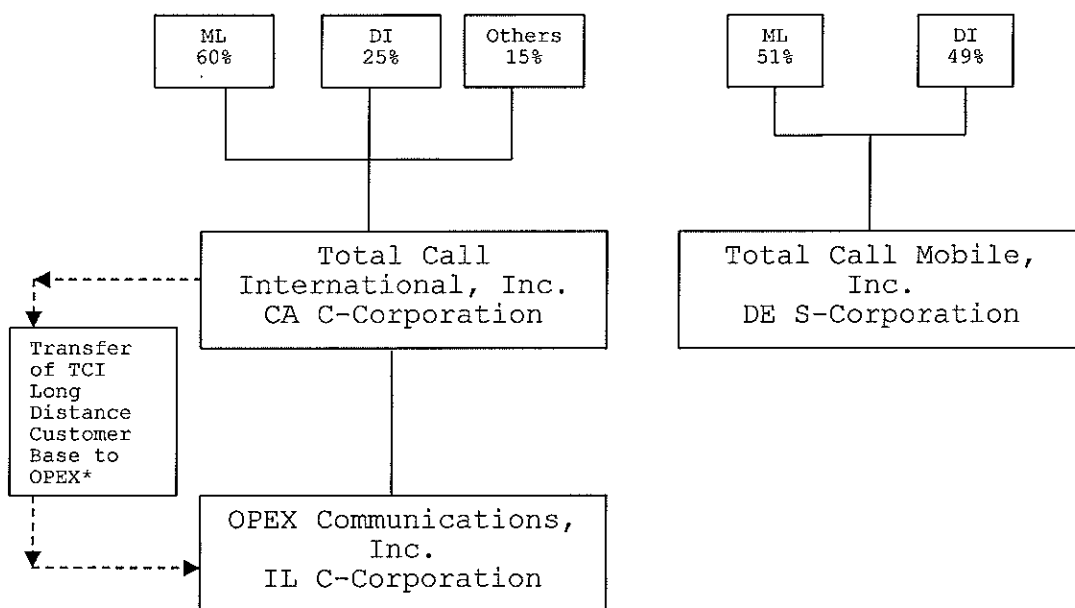 ML
60%
DI
25%
Others
15%
ML
51%
DI
49%
Total Call
International, Inc.
CA C-Corporation
Total Call Mobile,
Inc.
DE S-Corporation
Transfer
of TCI
Long
Distance
Customer
Base to
OPEX*
OPEX Communications,
Inc.
IL C-Corporation